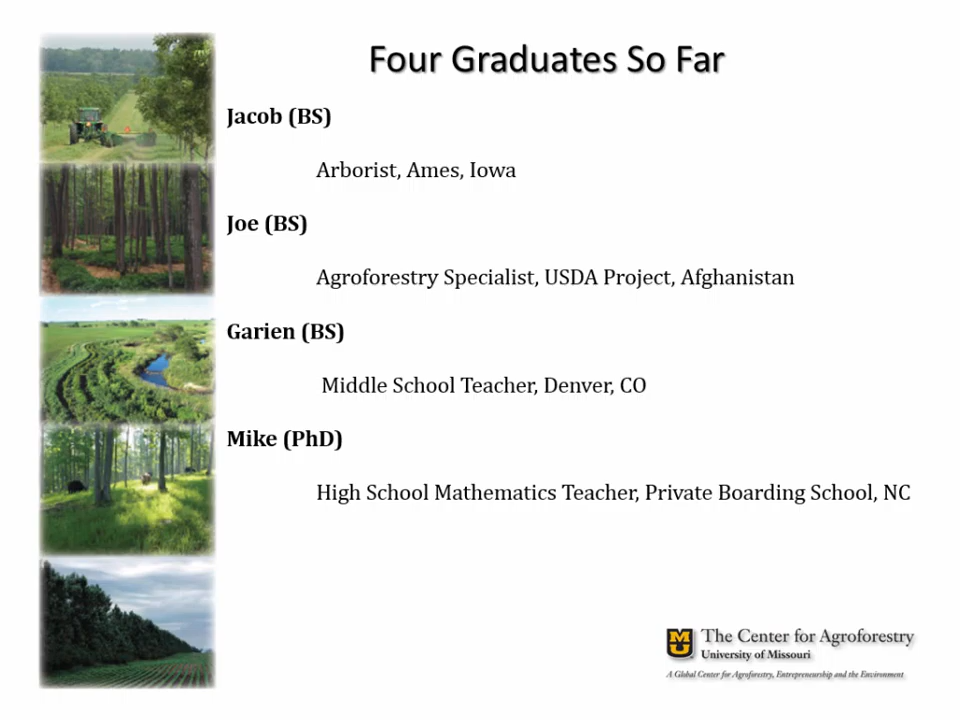 Four Graduates So Far
Jacob (BS)
Arborist, Ames, Iowa
Joe (BS)
Agroforestry Specialist, USDA Project, Afghanistan
Garien (BS)
Middle School Teacher, Denver, CO
Mike (PhD)
High School Mathematics Teacher, Private Boarding School, NC
The Center for Agroforestry
University of Missouri
A Global Center for Agroforestry, Entrepreneurship and the Environment